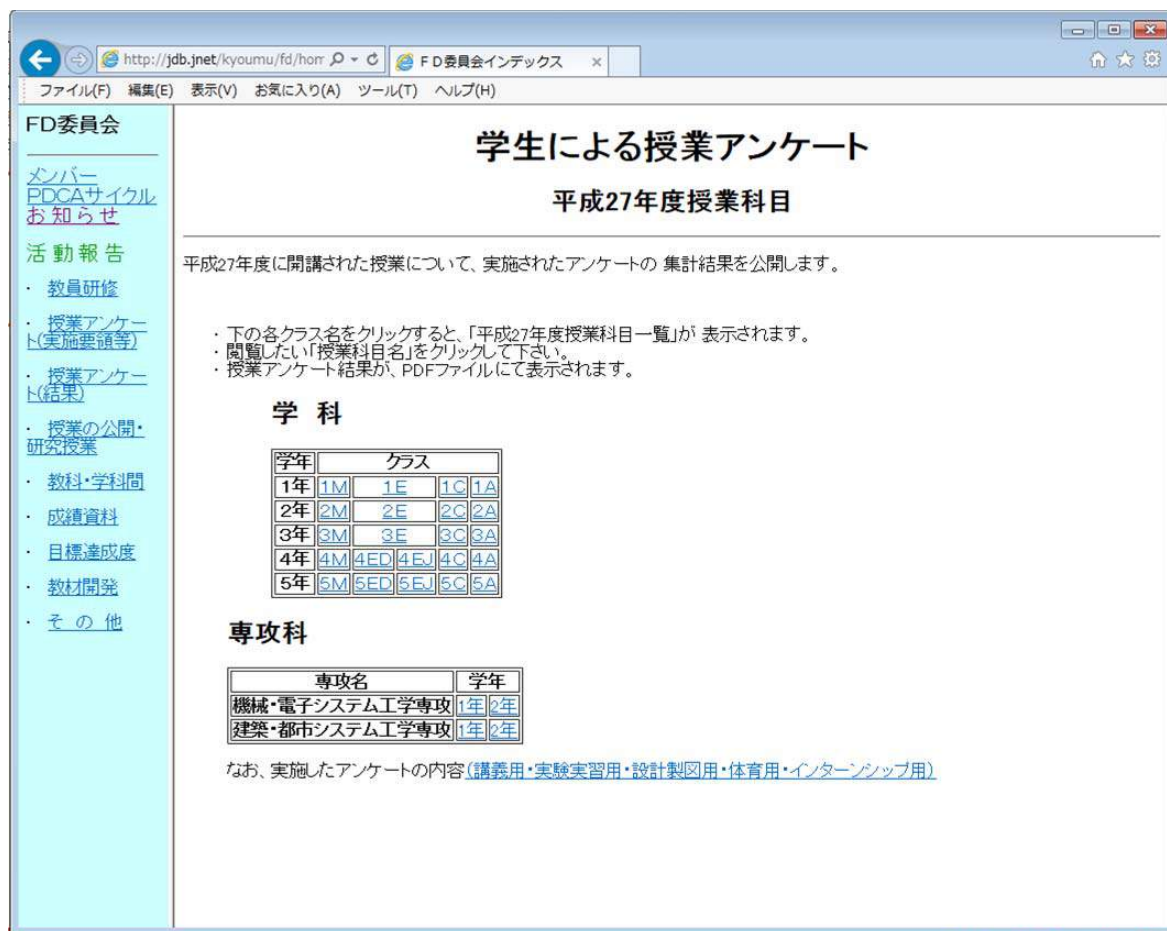 http://jdb.jnet/kyoumu/fd/hom
FD委員会インデックス
ファイル(F) 編集(E) 表示(V) お気に入り(A) ツール(T) ヘルプ(H)
FD委員会
メンバー
PDCAサイクル
お知らせ
活動報告
・ 教員研修
・ 授業アンケー
ト(実施要領等)
・ 授業アンケー
ト(結果)
・ 授業の公開・
研究授業
・ 教科・学科間
・ 成績資料
・ 目標達成度
・ 教材開発
・ その他
学生による授業アンケート
平成27年度授業科目
平成27年度に開講された授業について、実施されたアンケートの 集計結果を公開します。
・下の各クラス名をクリックすると、「平成27年度授業科目一覧」が 表示されます。
・閲覧したい「授業科目名」をクリックして下さい。
・授業アンケート結果が、PDFファイルにて表示されます。
学 科
学年 クラス
1年 1M 1E 1C 1A
2年 2M 2E 2C 2A
3年 3M 3E 3C 3A
4年 4M 4ED 4EJ 4C 4A
5年 5M 5ED 5EJ 5C 5A
専攻科
専攻名 学年
機械・電子システム工学専攻 1年 2年
建築・都市システム工学専攻 1年 2年
なお、実施したアンケートの内容(講義用・実験実習用・設計製図用・体育用・インターンシップ用)